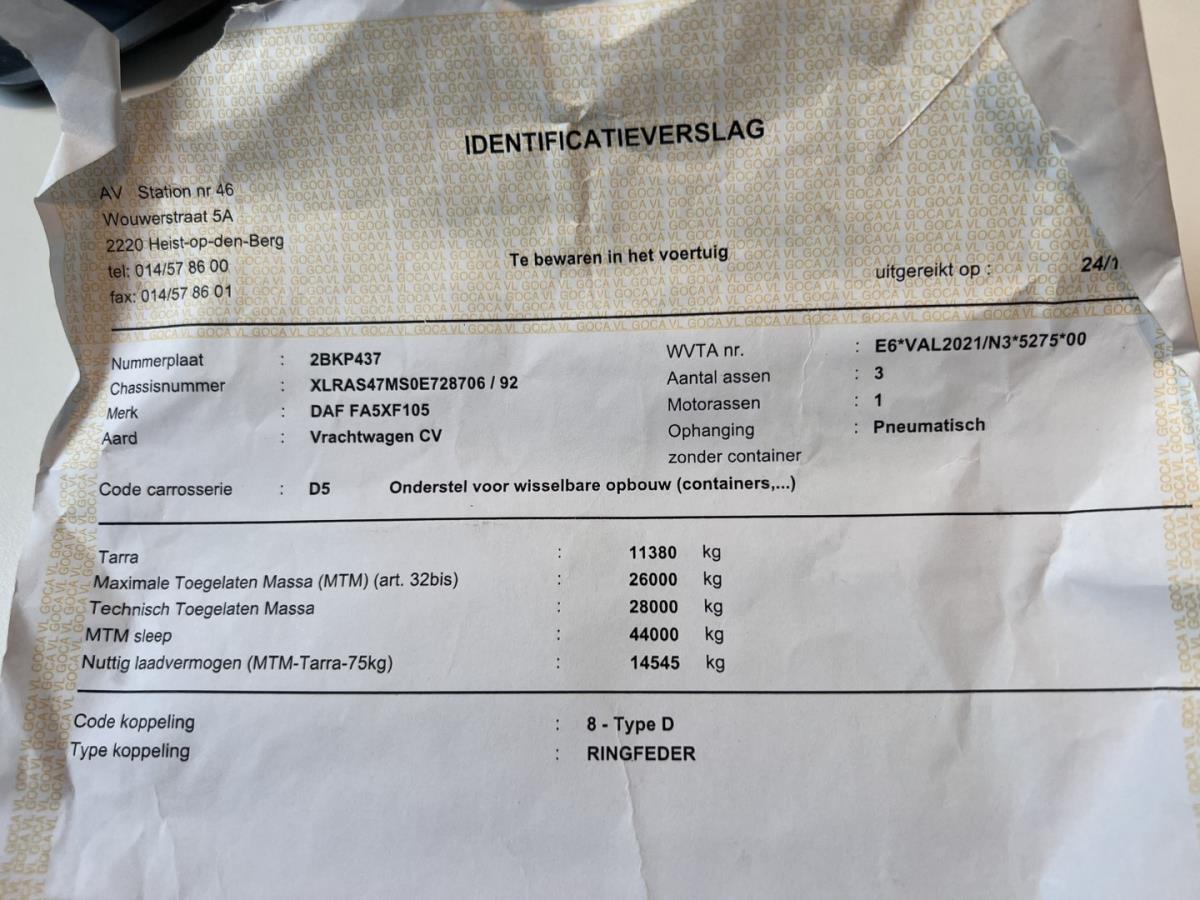 IDENTIFICATIEVERSLAG
AV Station nr 46
Wouwerstraat 5A
2220 Heist-op-den-Berg
tel: 014/57 86 00
fax: 014/57 86 01
Te bewaren in het voertuig
uitgereikt op : 24/1
Nummerplaat : 2BKP437
WVTA nr. : E6*VAL2021/N3*5275*00
Chassisnummer : XLRAS47MS0E728706 / 92
Aantal assen : 3
Merk : DAF FA5XF105
Motorassen : 1
Aard : Vrachtwagen CV
Ophanging : Pneumatisch
zonder container
Code carrosserie : D5 Onderstel voor wisselbare opbouw (containers,...)
Tarra : 11380 kg
Maximale Toegelaten Massa (MTM) (art. 32bis) : 26000 kg
Technisch Toegelaten Massa : 28000 kg
MTM sleep : 44000 kg
Nuttig laadvermogen (MTM-Tarra-75kg) : 14545 kg
Code koppeling : 8 - Type D
Type koppeling : RINGFEDER